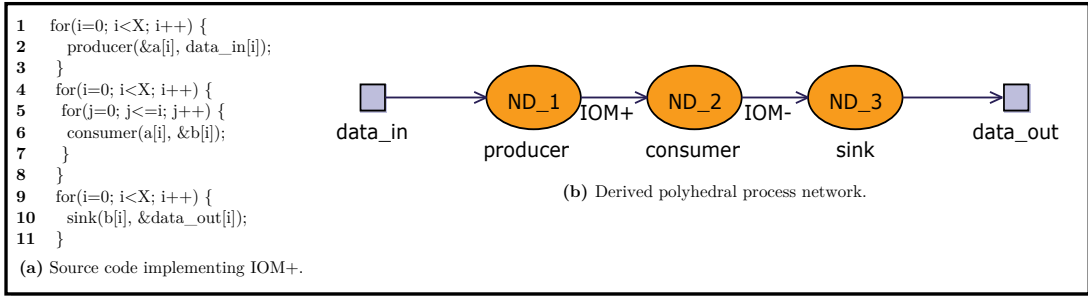 1 for(i=0; i<X; i++) {
2 producer(&a[i], data_in[i]);
3 }
4 for(i=0; i<X; i++) {
5 for(j=0; j<=i; j++) {
6 consumer(a[i], &b[i]);
7 }
8 }
9 for(i=0; i<X; i++) {
10 sink(b[i], &data_out[i]);
11 }
(a) Source code implementing IOM+.
ND_1 ND_2 ND_3
IOM+ IOM-
data_in data_out
producer consumer sink
(b) Derived polyhedral process network.